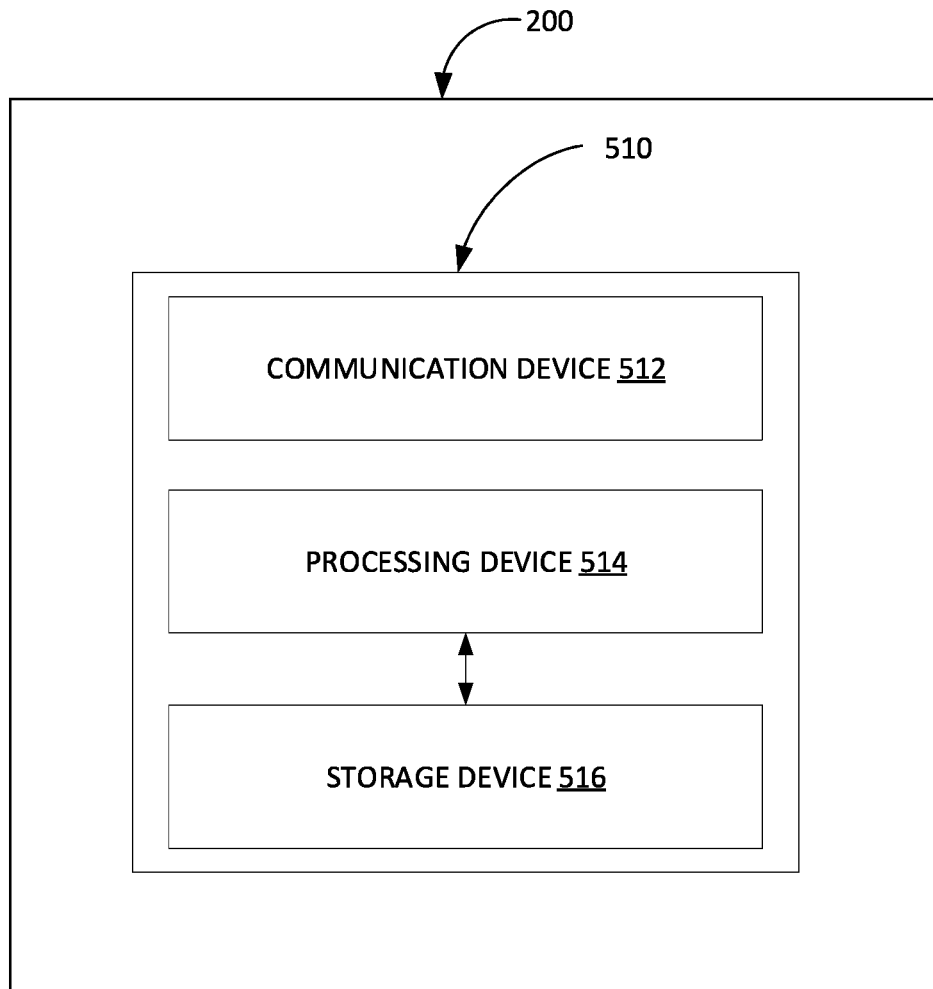 200
510
COMMUNICATION DEVICE 512
PROCESSING DEVICE 514
STORAGE DEVICE 516